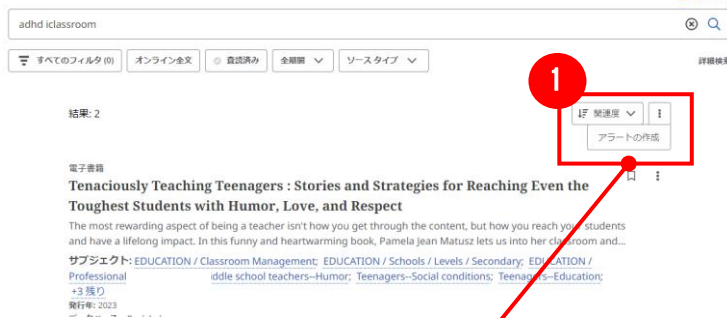 adhd iclassroom
すべてのフィルタ (0) オンライン全文 査読済み 全期間 ソース タイプ 詳細検索
1
結果: 2 関連度
アラートの作成
電子書籍
Tenaciously Teaching Teenagers : Stories and Strategies for Reaching Even the
Toughest Students with Humor, Love, and Respect
The most rewarding aspect of being a teacher isn't how you get through the content, but how you reach your students
and have a lifelong impact. In this funny and heartwarming book, Pamela Jean Matusz lets us into her classroom and...
サブジェクト: EDUCATION / Classroom Management; EDUCATION / Schools / Levels / Secondary; EDUCATION /
Professional ddle school teachers--Humor; Teenagers--Social conditions; Teenagers--Education;
+3 残り
発行年: 2023